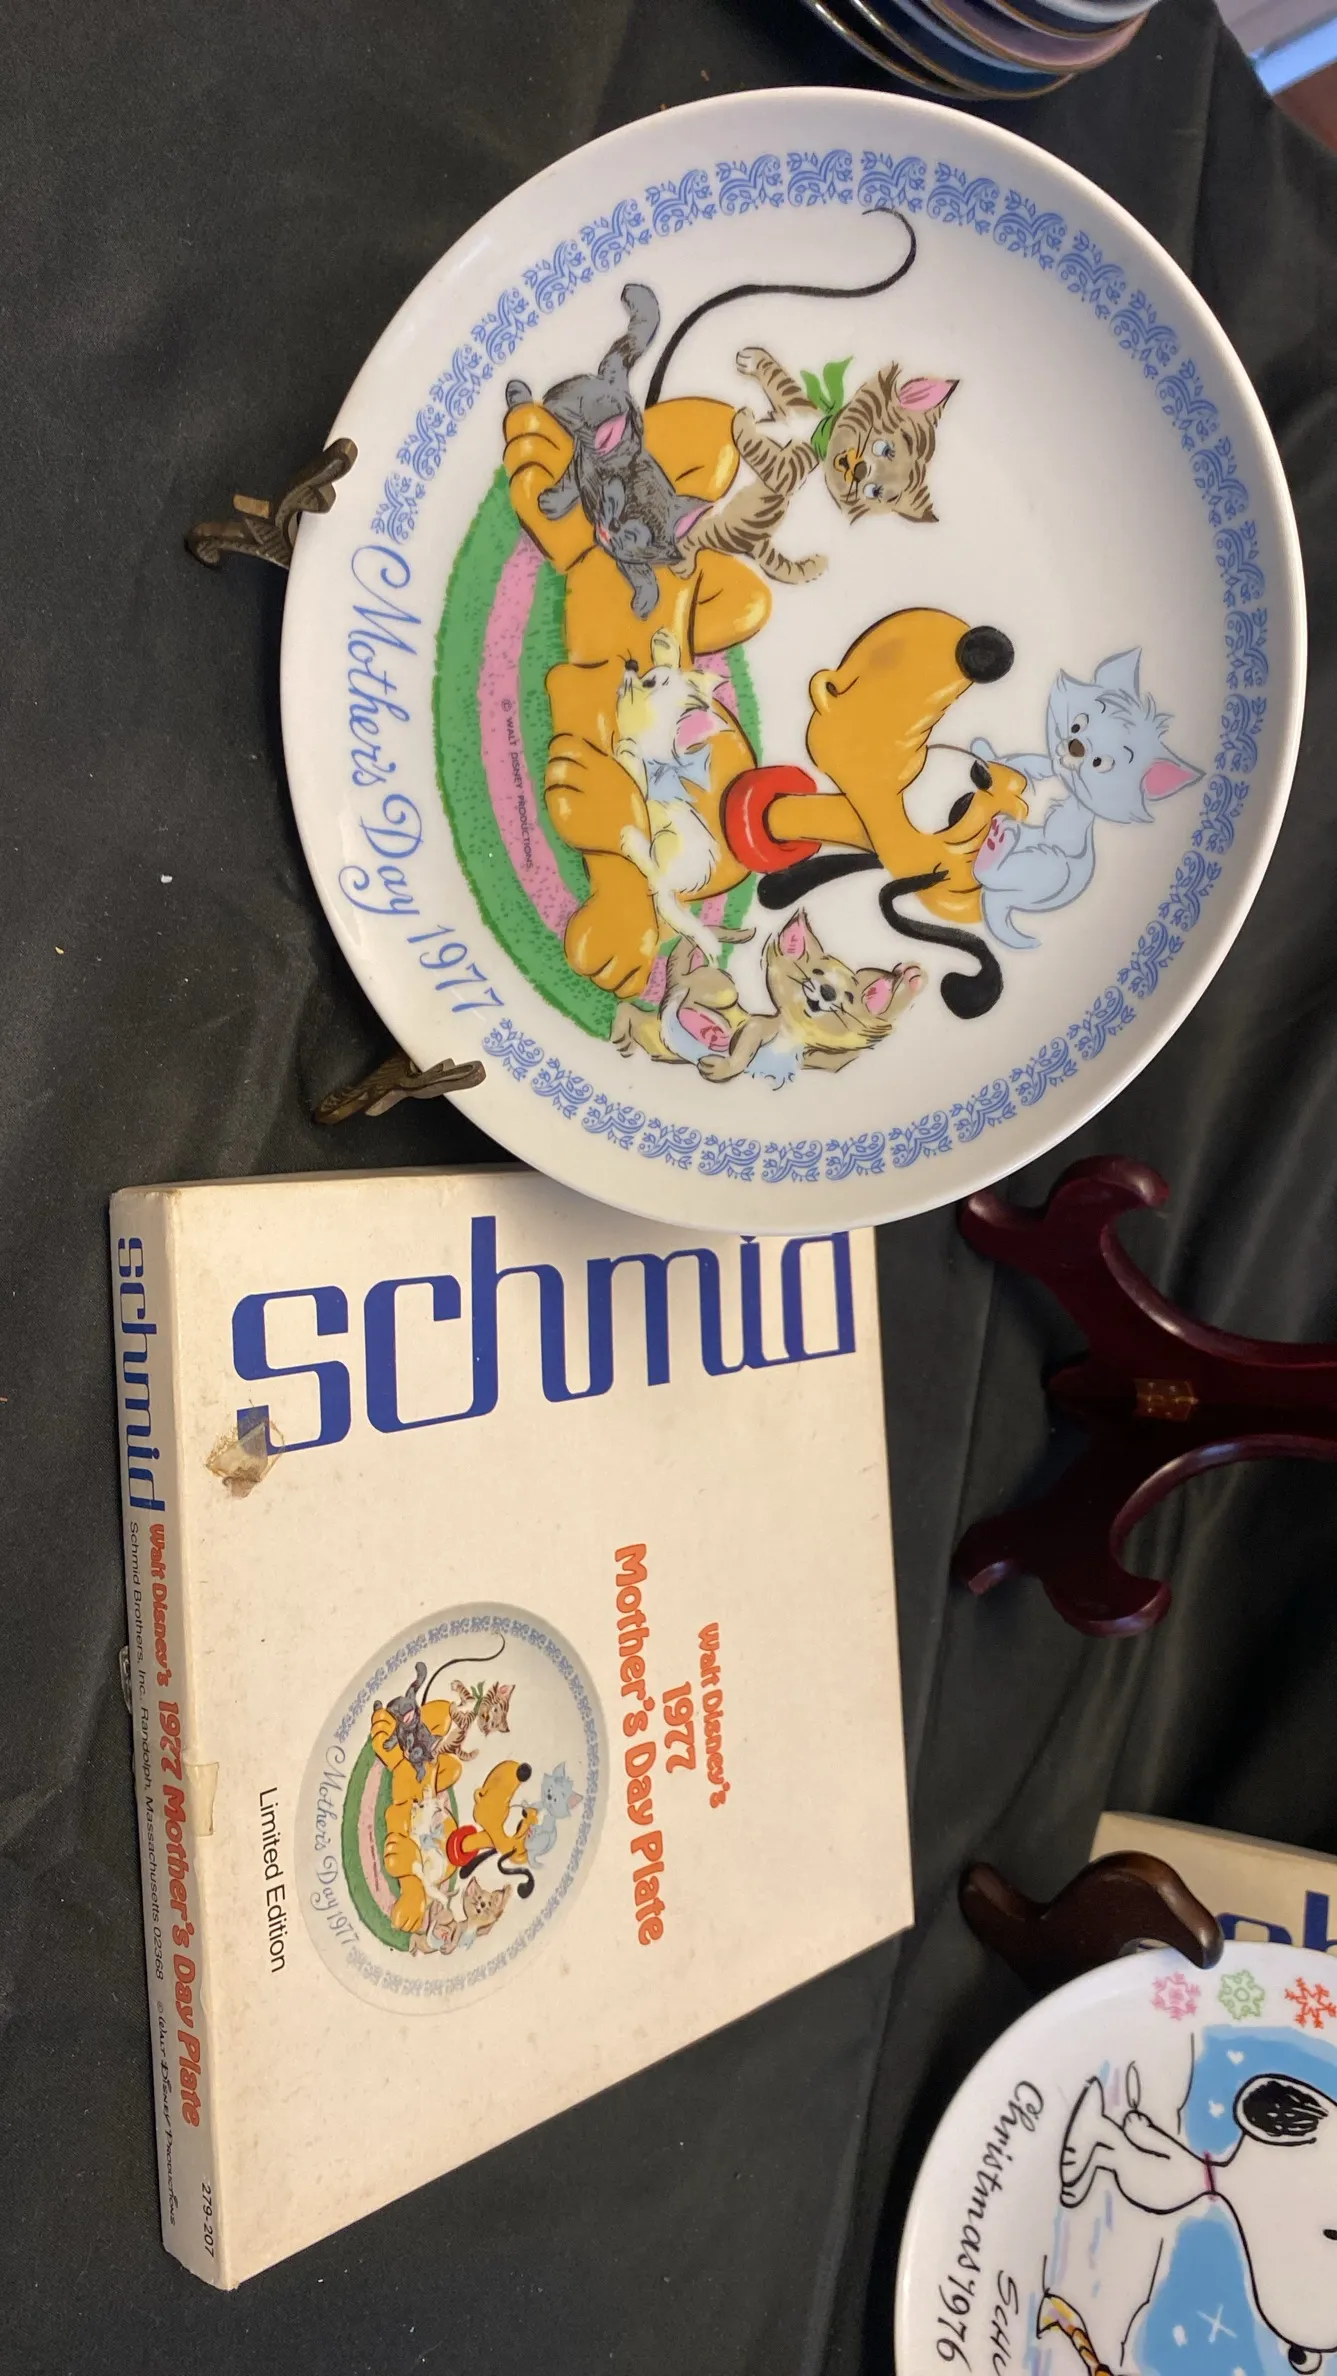 Mother's Day 1977
© WALT DISNEY PRODUCTIONS
schmid
Walt Disney's
1977
Mother's Day Plate
Mother's Day 1977
Limited Edition
schmid Walt Disney's 1977 Mother's Day Plate 279-207
Schmid Brothers, Inc. Randolph, Massachusetts 02368 © Walt Disney Productions
Christmas 1976